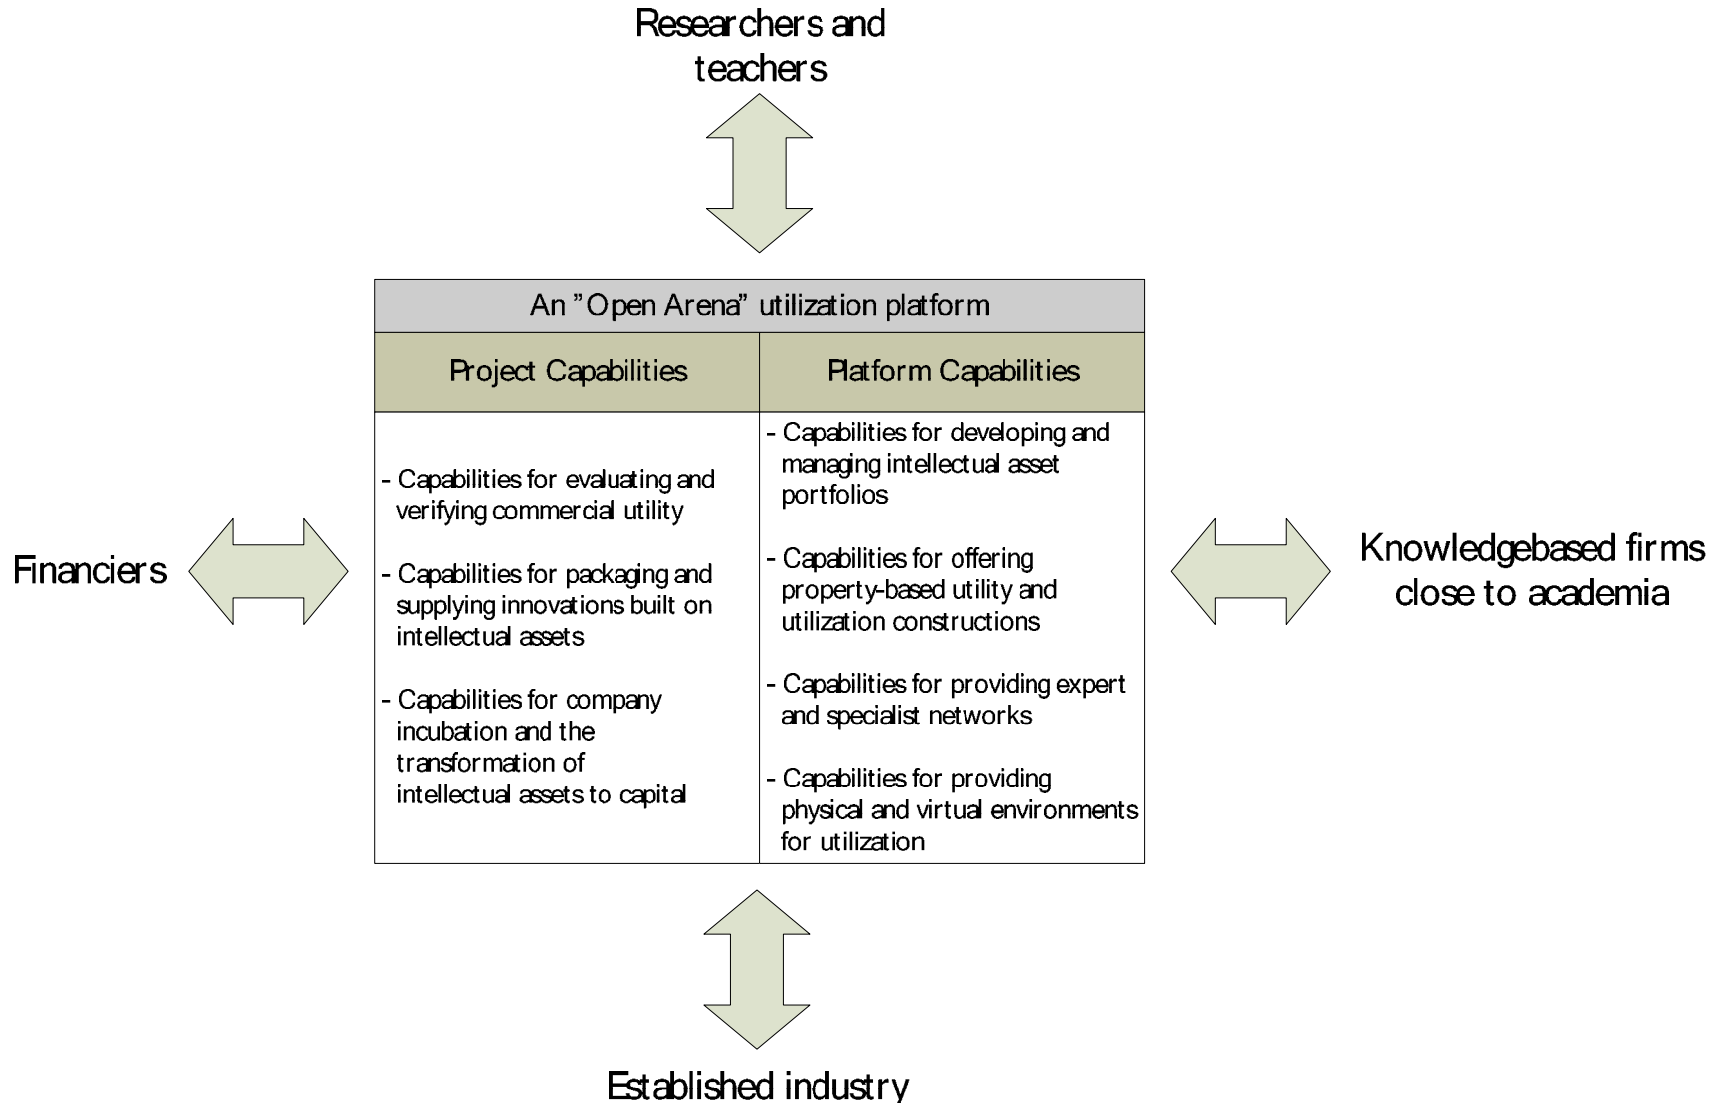 Researchers and
teachers
An ”Open Arena” utilization platform
Project Capabilities
Platform Capabilities
- Capabilities for evaluating and
verifying commercial utility
- Capabilities for packaging and
supplying innovations built on
intellectual assets
- Capabilities for company
incubation and the
transformation of
intellectual assets to capital
- Capabilities for developing and
managing intellectual asset
portfolios
- Capabilities for offering
property-based utility and
utilization constructions
- Capabilities for providing expert
and specialist networks
- Capabilities for providing
physical and virtual environments
for utilization
Financiers
Knowledgebased firms
close to academia
Established industry